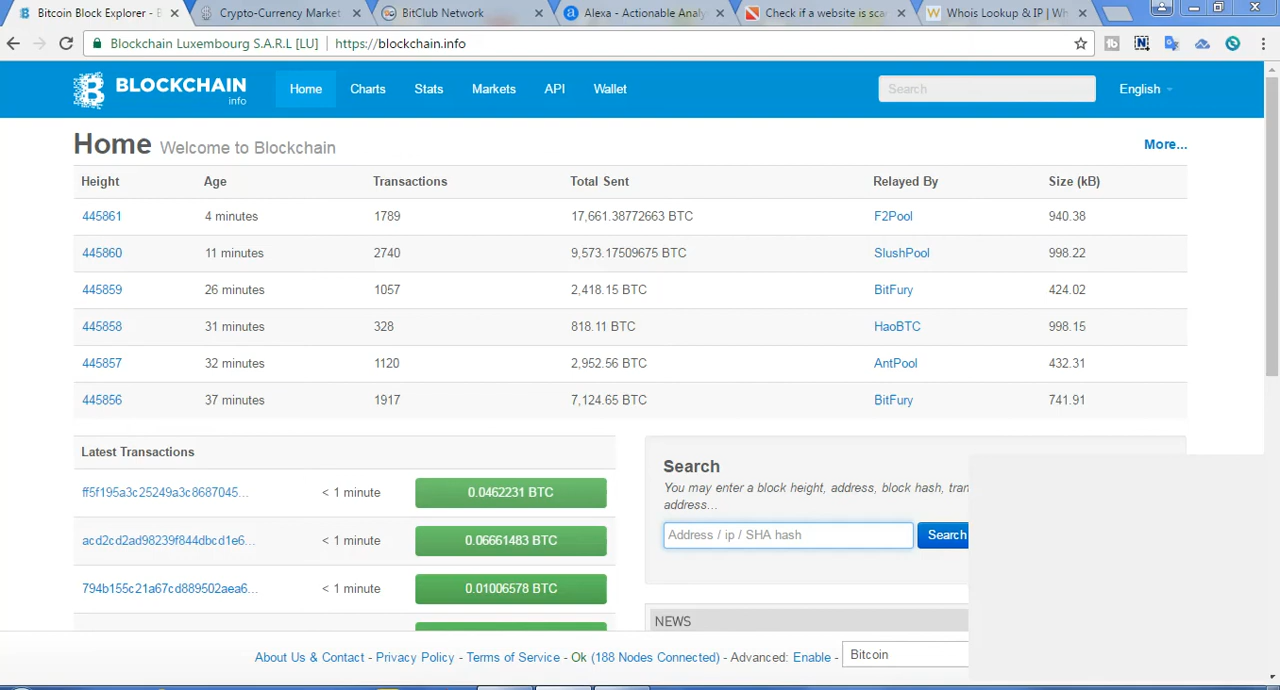 Bitcoin Block Explorer - B
Crypto-Currency Market
BitClub Network
Alexa - Actionable Analy
Check if a website is sca
Whois Lookup & IP | Wh
Blockchain Luxembourg S.A.R.L [LU] | https://blockchain.info
BLOCKCHAIN
info
Home Charts Stats Markets API Wallet Search English
Home Welcome to Blockchain More...
Height Age Transactions Total Sent Relayed By Size (kB)
445861 4 minutes 1789 17,661.38772663 BTC F2Pool 940.38
445860 11 minutes 2740 9,573.17509675 BTC SlushPool 998.22
445859 26 minutes 1057 2,418.15 BTC BitFury 424.02
445858 31 minutes 328 818.11 BTC HaoBTC 998.15
445857 32 minutes 1120 2,952.56 BTC AntPool 432.31
445856 37 minutes 1917 7,124.65 BTC BitFury 741.91
Latest Transactions
ff5f195a3c25249a3c8687045... < 1 minute 0.0462231 BTC
acd2cd2ad98239f844dbcd1e6... < 1 minute 0.06661483 BTC
794b155c21a67cd889502aea6... < 1 minute 0.01006578 BTC
Search
You may enter a block height, address, block hash, tran
address...
Address / ip / SHA hash Search
NEWS
About Us & Contact - Privacy Policy - Terms of Service - Ok (188 Nodes Connected) - Advanced: Enable - Bitcoin